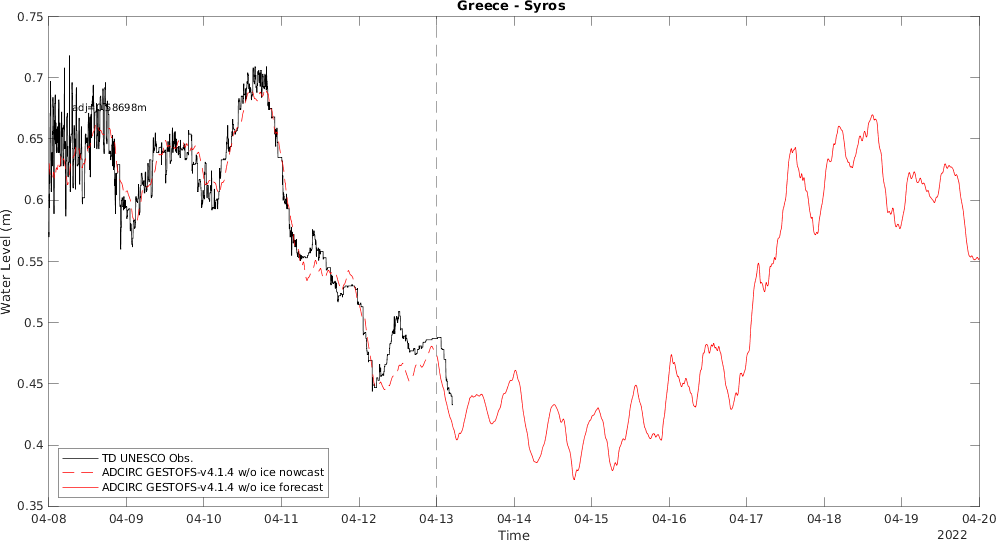 Greece - Syros
0.75
0.7
0.65
0.6
0.55
0.5
0.45
0.4
0.35
Water Level (m)
TD UNESCO Obs.
ADCIRC GESTOFS-v4.1.4 w/o ice nowcast
ADCIRC GESTOFS-v4.1.4 w/o ice forecast
04-08 04-09 04-10 04-11 04-12 04-13 04-14 04-15 04-16 04-17 04-18 04-19 04-20
Time
2022